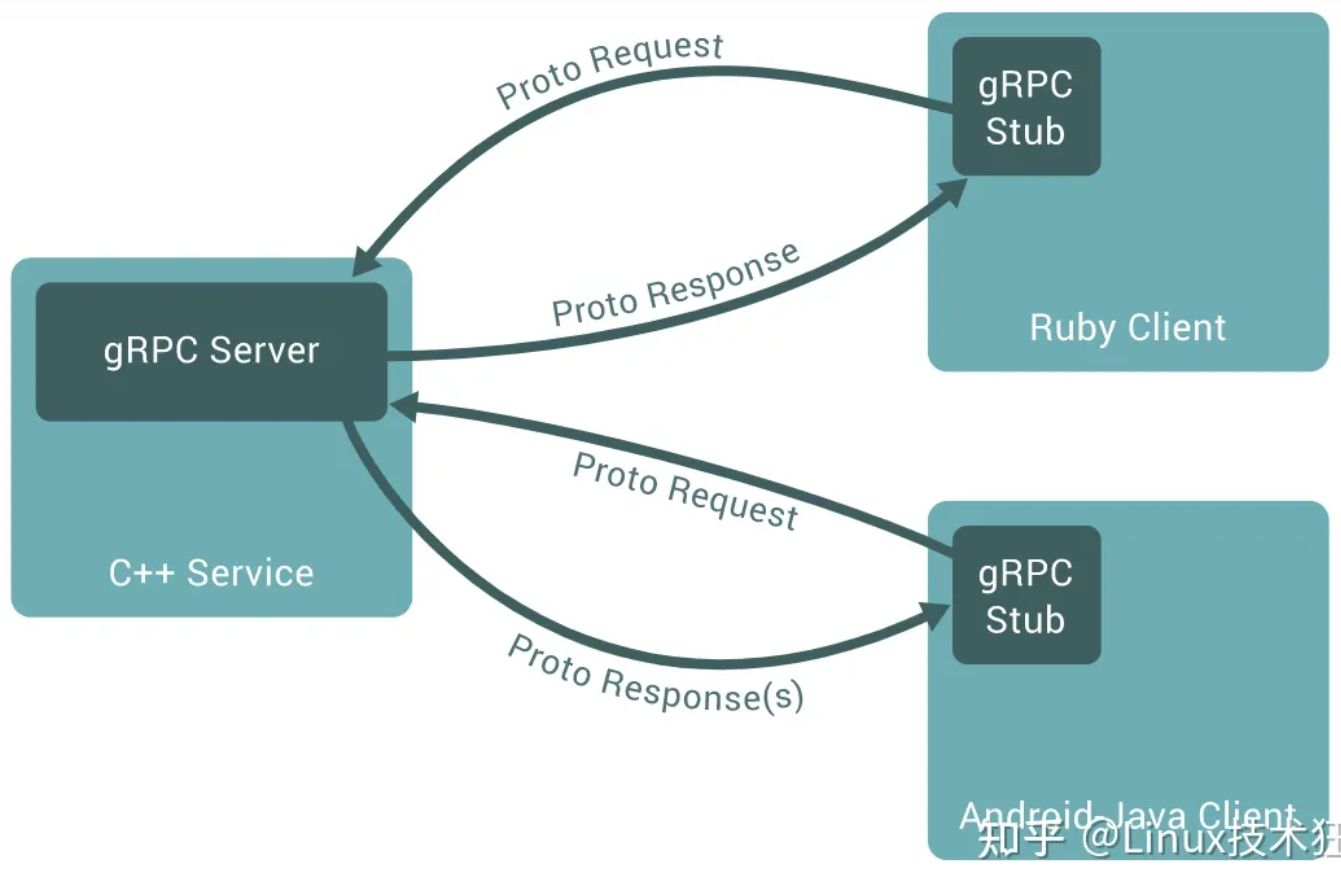 Proto Request
gRPC
Stub
Proto Response
Ruby Client
gRPC Server
C++ Service
Proto Request
gRPC
Stub
Proto Response(s)
Android-Java Client
知乎 @Linux技术狂